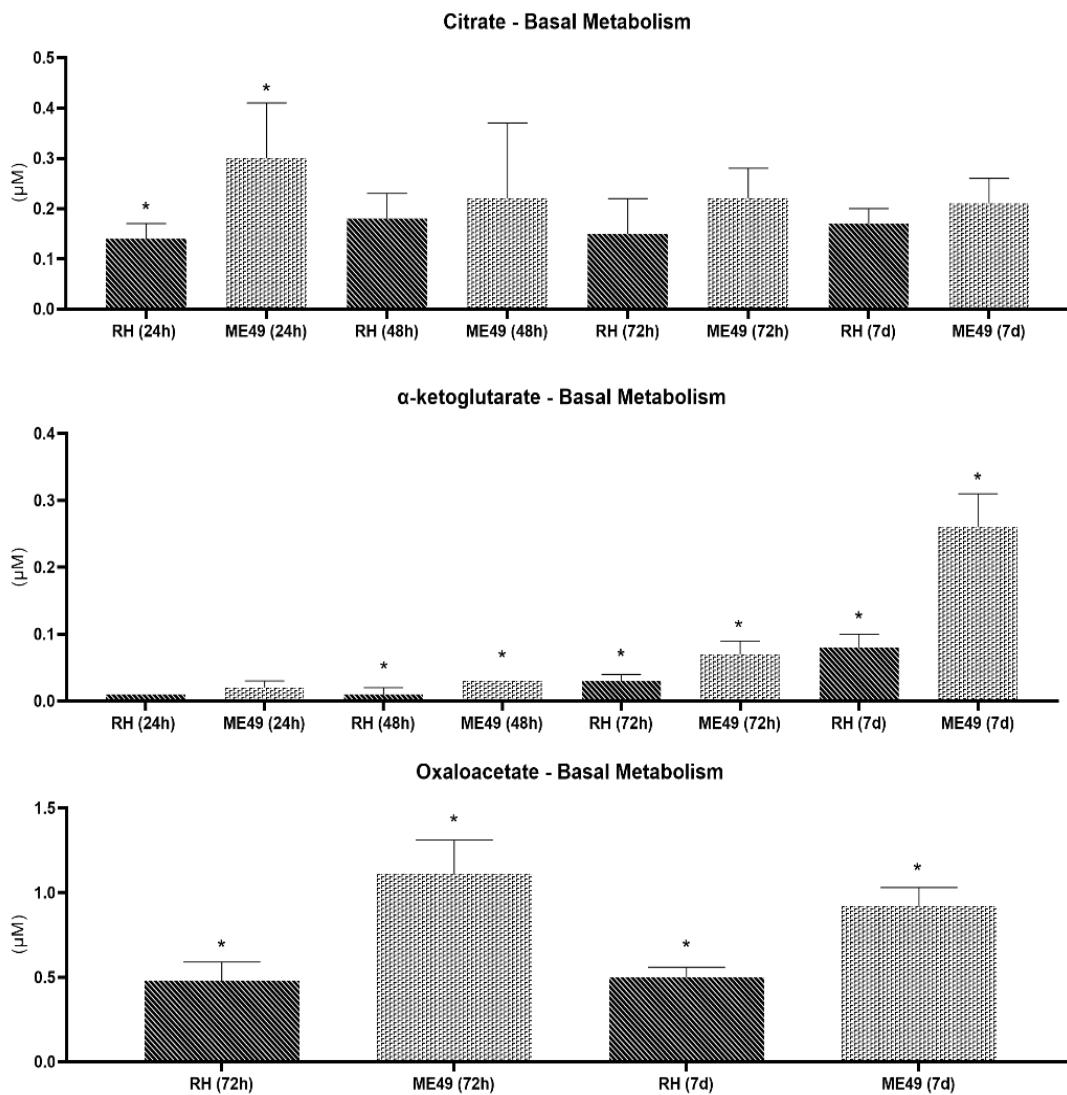 Citrate - Basal Metabolism
0.5
0.4
0.3
0.2
0.1
0.0
(µM)
* *
RH (24h) ME49 (24h) RH (48h) ME49 (48h) RH (72h) ME49 (72h) RH (7d) ME49 (7d)
α-ketoglutarate - Basal Metabolism
0.4
0.3
0.2
0.1
0.0
(µM)
* * * * * *
RH (24h) ME49 (24h) RH (48h) ME49 (48h) RH (72h) ME49 (72h) RH (7d) ME49 (7d)
Oxaloacetate - Basal Metabolism
1.5
1.0
0.5
0.0
(µM)
* * * *
RH (72h) ME49 (72h) RH (7d) ME49 (7d)